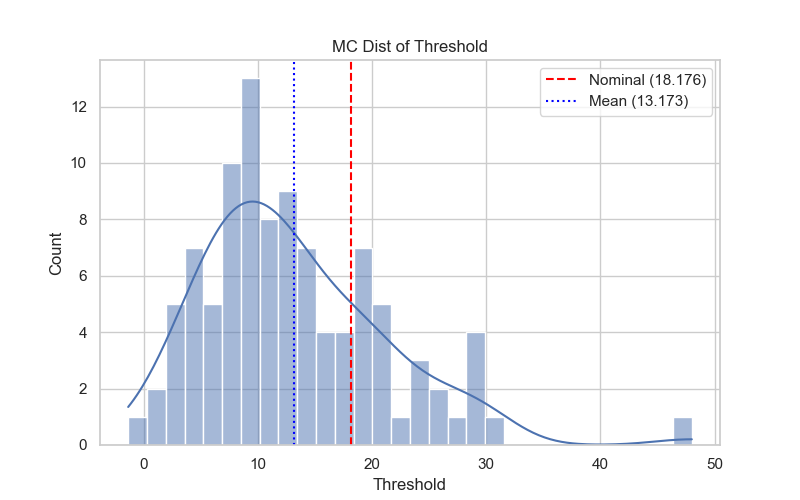 MC Dist of Threshold
Nominal (18.176)
Mean (13.173)
Count
12
10
8
6
4
2
0
0 10 20 30 40 50
Threshold